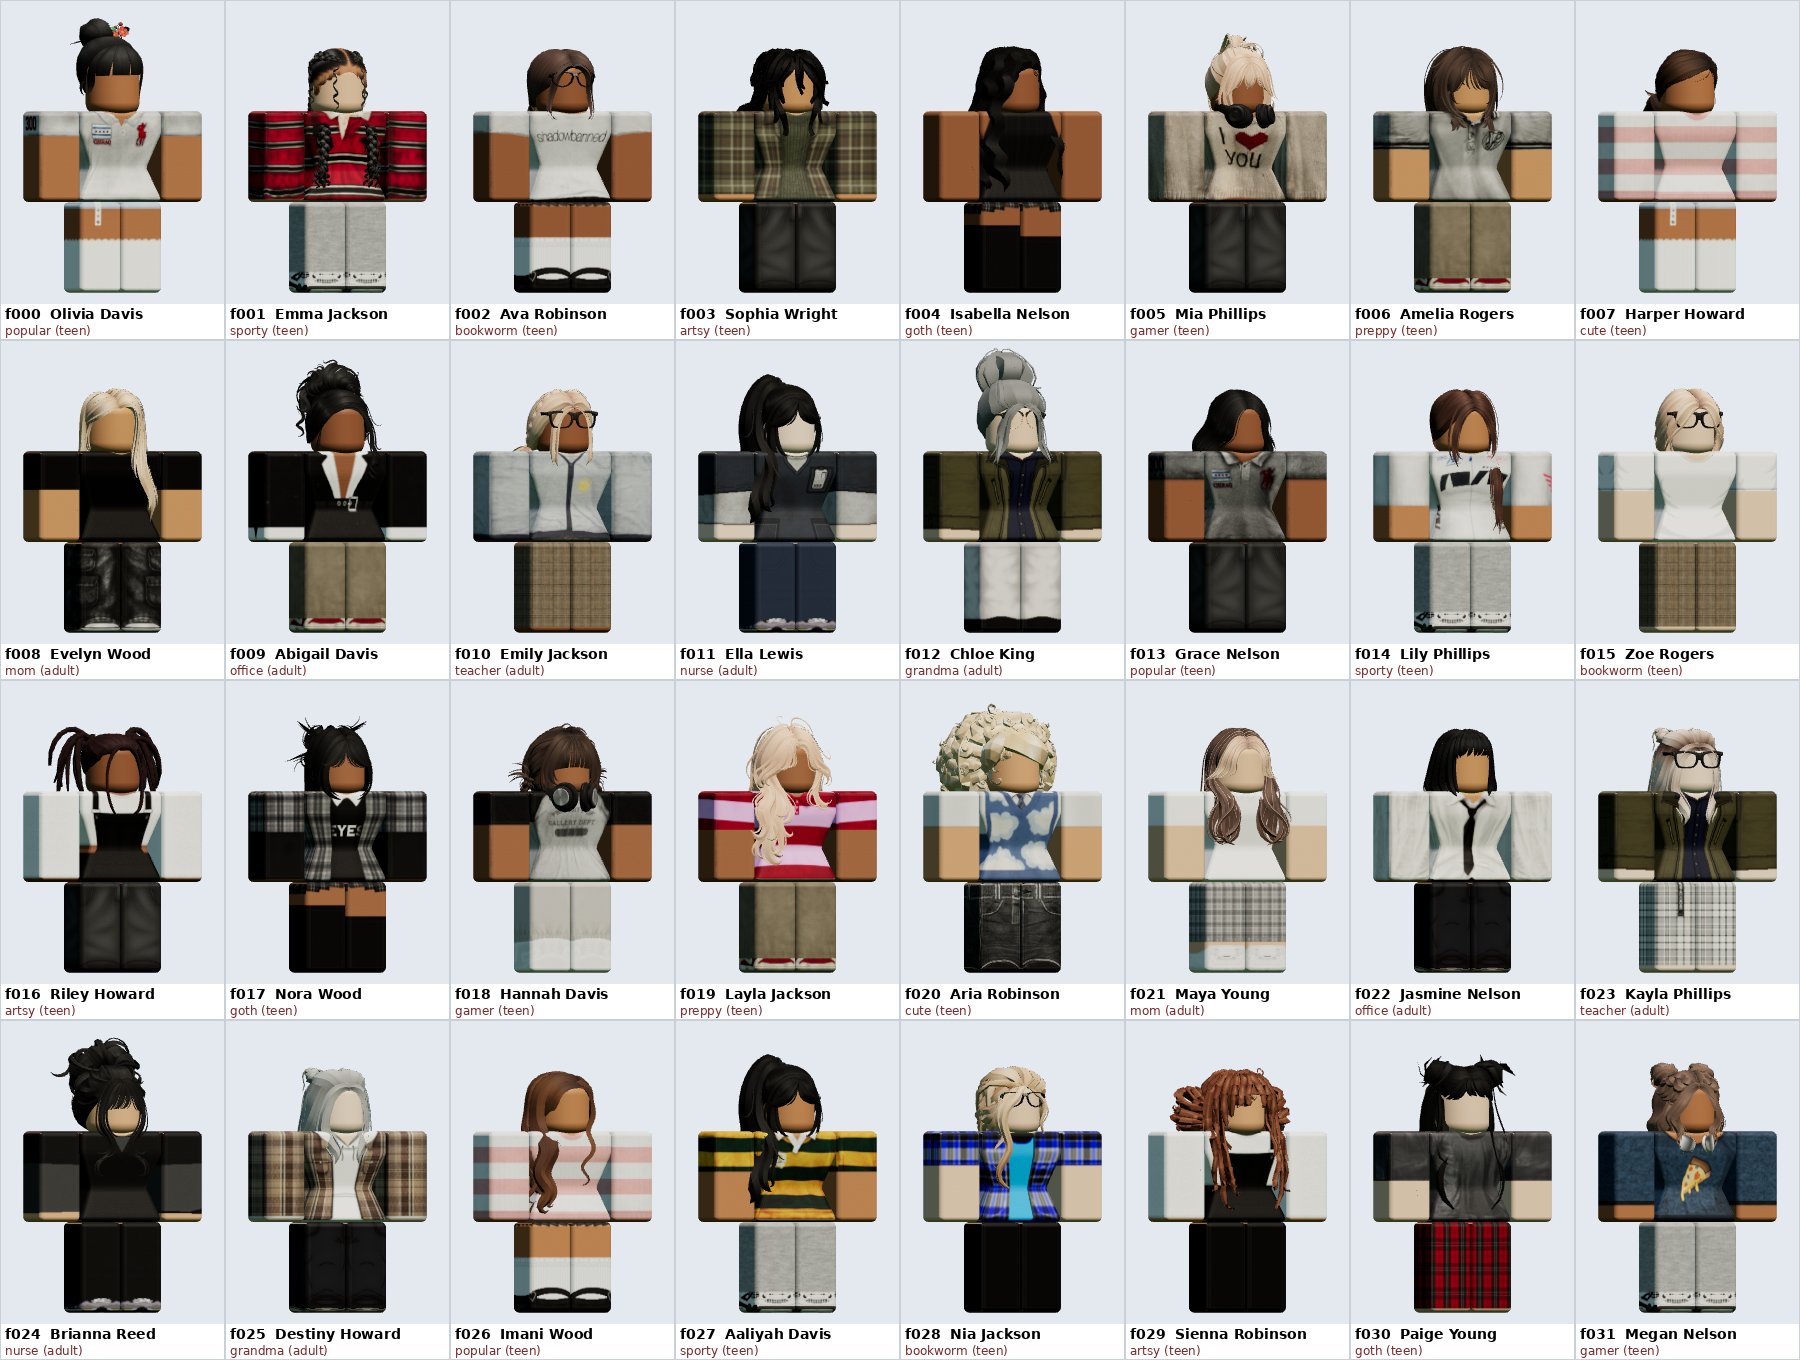 300
shadowbanned
I
YOU
f000 Olivia Davis
popular (teen)
f001 Emma Jackson
sporty (teen)
f002 Ava Robinson
bookworm (teen)
f003 Sophia Wright
artsy (teen)
f004 Isabella Nelson
goth (teen)
f005 Mia Phillips
gamer (teen)
f006 Amelia Rogers
preppy (teen)
f007 Harper Howard
cute (teen)
f008 Evelyn Wood
mom (adult)
f009 Abigail Davis
office (adult)
f010 Emily Jackson
teacher (adult)
f011 Ella Lewis
nurse (adult)
f012 Chloe King
grandma (adult)
f013 Grace Nelson
popular (teen)
f014 Lily Phillips
sporty (teen)
f015 Zoe Rogers
bookworm (teen)
EYES
GALLERY DEPT
f016 Riley Howard
artsy (teen)
f017 Nora Wood
goth (teen)
f018 Hannah Davis
gamer (teen)
f019 Layla Jackson
preppy (teen)
f020 Aria Robinson
cute (teen)
f021 Maya Young
mom (adult)
f022 Jasmine Nelson
office (adult)
f023 Kayla Phillips
teacher (adult)
f024 Brianna Reed
nurse (adult)
f025 Destiny Howard
grandma (adult)
f026 Imani Wood
popular (teen)
f027 Aaliyah Davis
sporty (teen)
f028 Nia Jackson
bookworm (teen)
f029 Sienna Robinson
artsy (teen)
f030 Paige Young
goth (teen)
f031 Megan Nelson
gamer (teen)